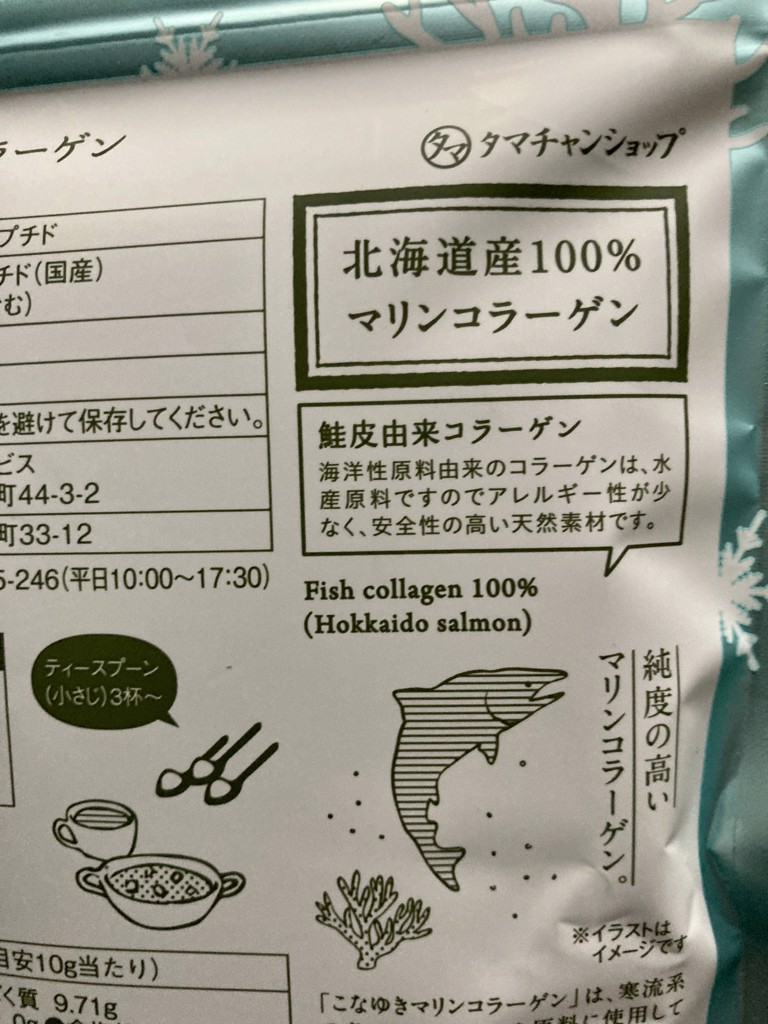 ラーゲン
タマ タマチャンショップ
プチド
チド(国産)
む)
を避けて保存してください。
ビス
町44-3-2
町33-12
5-246(平日10:00〜17:30)
北海道産100%
マリンコラーゲン
鮭皮由来コラーゲン
海洋性原料由来のコラーゲンは、水
産原料ですのでアレルギー性が少
なく、安全性の高い天然素材です。
Fish collagen 100%
(Hokkaido salmon)
純度の高い
マリンコラーゲン。
ティースプーン
(小さじ)3杯〜
※イラストは
イメージです
目安10g当たり)
く質 9.71g
「こなゆきマリンコラーゲン」は、寒流系
原料に使用して